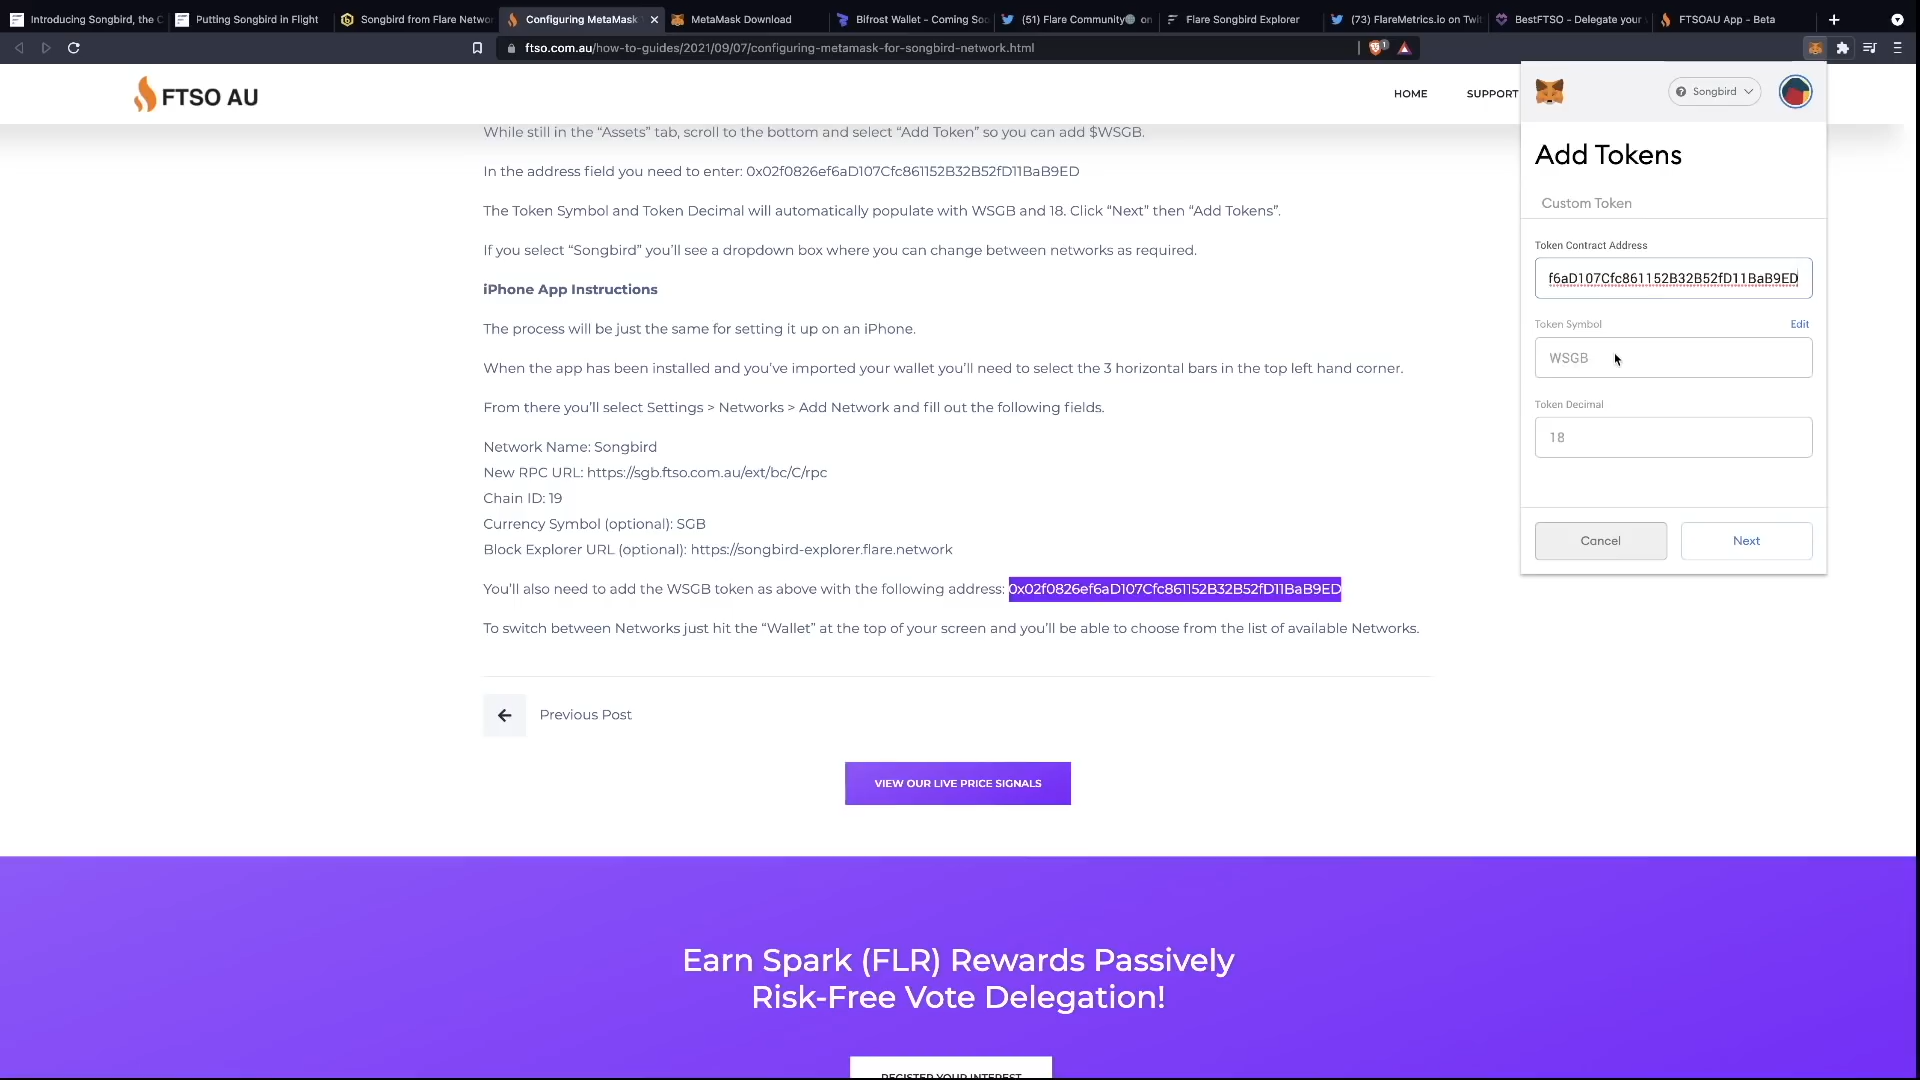 Introducing Songbird, the C
Putting Songbird in Flight
Songbird from Flare Networ
Configuring MetaMask
MetaMask Download
Bifrost Wallet - Coming Soo
(51) Flare Community on
Flare Songbird Explorer
(73) FlareMetrics.io on Twit
BestFTSO - Delegate your
FTSOAU App - Beta
ftso.com.au/how-to-guides/2021/09/07/configuring-metamask-for-songbird-network.html
1
FTSO AU
HOME
SUPPORT
While still in the “Assets” tab, scroll to the bottom and select “Add Token” so you can add $WSGB.
In the address field you need to enter: 0x02f0826ef6aD107Cfc861152B32B52fD11BaB9ED
The Token Symbol and Token Decimal will automatically populate with WSGB and 18. Click “Next” then “Add Tokens”.
If you select “Songbird” you’ll see a dropdown box where you can change between networks as required.
iPhone App Instructions
The process will be just the same for setting it up on an iPhone.
When the app has been installed and you’ve imported your wallet you’ll need to select the 3 horizontal bars in the top left hand corner.
From there you’ll select Settings > Networks > Add Network and fill out the following fields.
Network Name: Songbird
New RPC URL: https://sgb.ftso.com.au/ext/bc/C/rpc
Chain ID: 19
Currency Symbol (optional): SGB
Block Explorer URL (optional): https://songbird-explorer.flare.network
You’ll also need to add the WSGB token as above with the following address: 0x02f0826ef6aD107Cfc861152B32B52fD11BaB9ED
To switch between Networks just hit the “Wallet” at the top of your screen and you’ll be able to choose from the list of available Networks.
Previous Post
VIEW OUR LIVE PRICE SIGNALS
Earn Spark (FLR) Rewards Passively
Risk-Free Vote Delegation!
REGISTER YOUR INTEREST
Songbird
Add Tokens
Custom Token
Token Contract Address
f6aD107Cfc861152B32B52fD11BaB9ED
Token Symbol
Edit
WSGB
Token Decimal
18
Cancel
Next